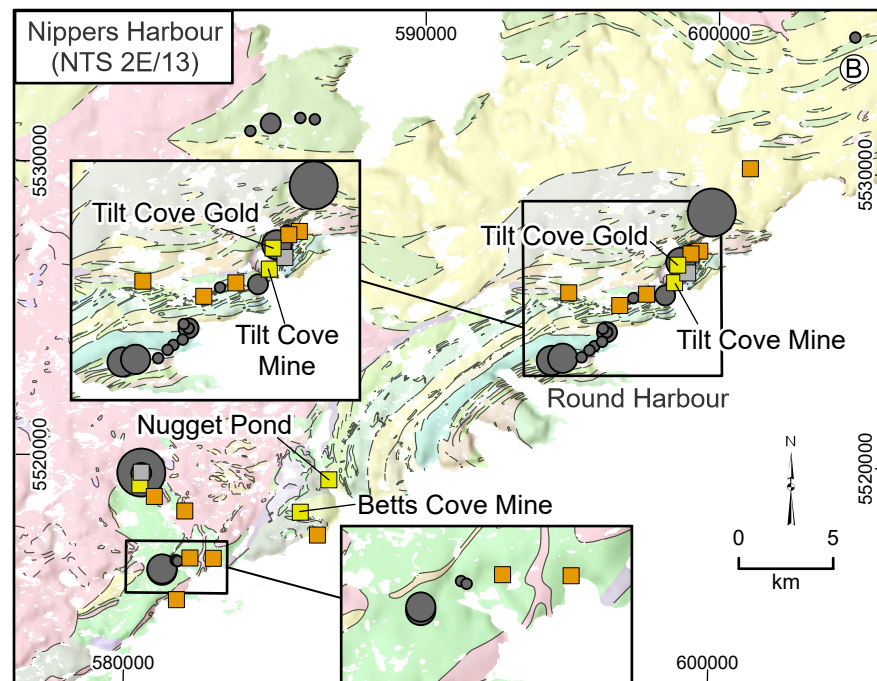 Nippers Harbour
(NTS 2E/13)
590000
600000
B
5530000
5530000
Tilt Cove Gold
Tilt Cove Gold
Tilt Cove
Mine
Tilt Cove Mine
Round Harbour
Nugget Pond
5520000
5520000
Betts Cove Mine
N
0
5
km
580000
600000